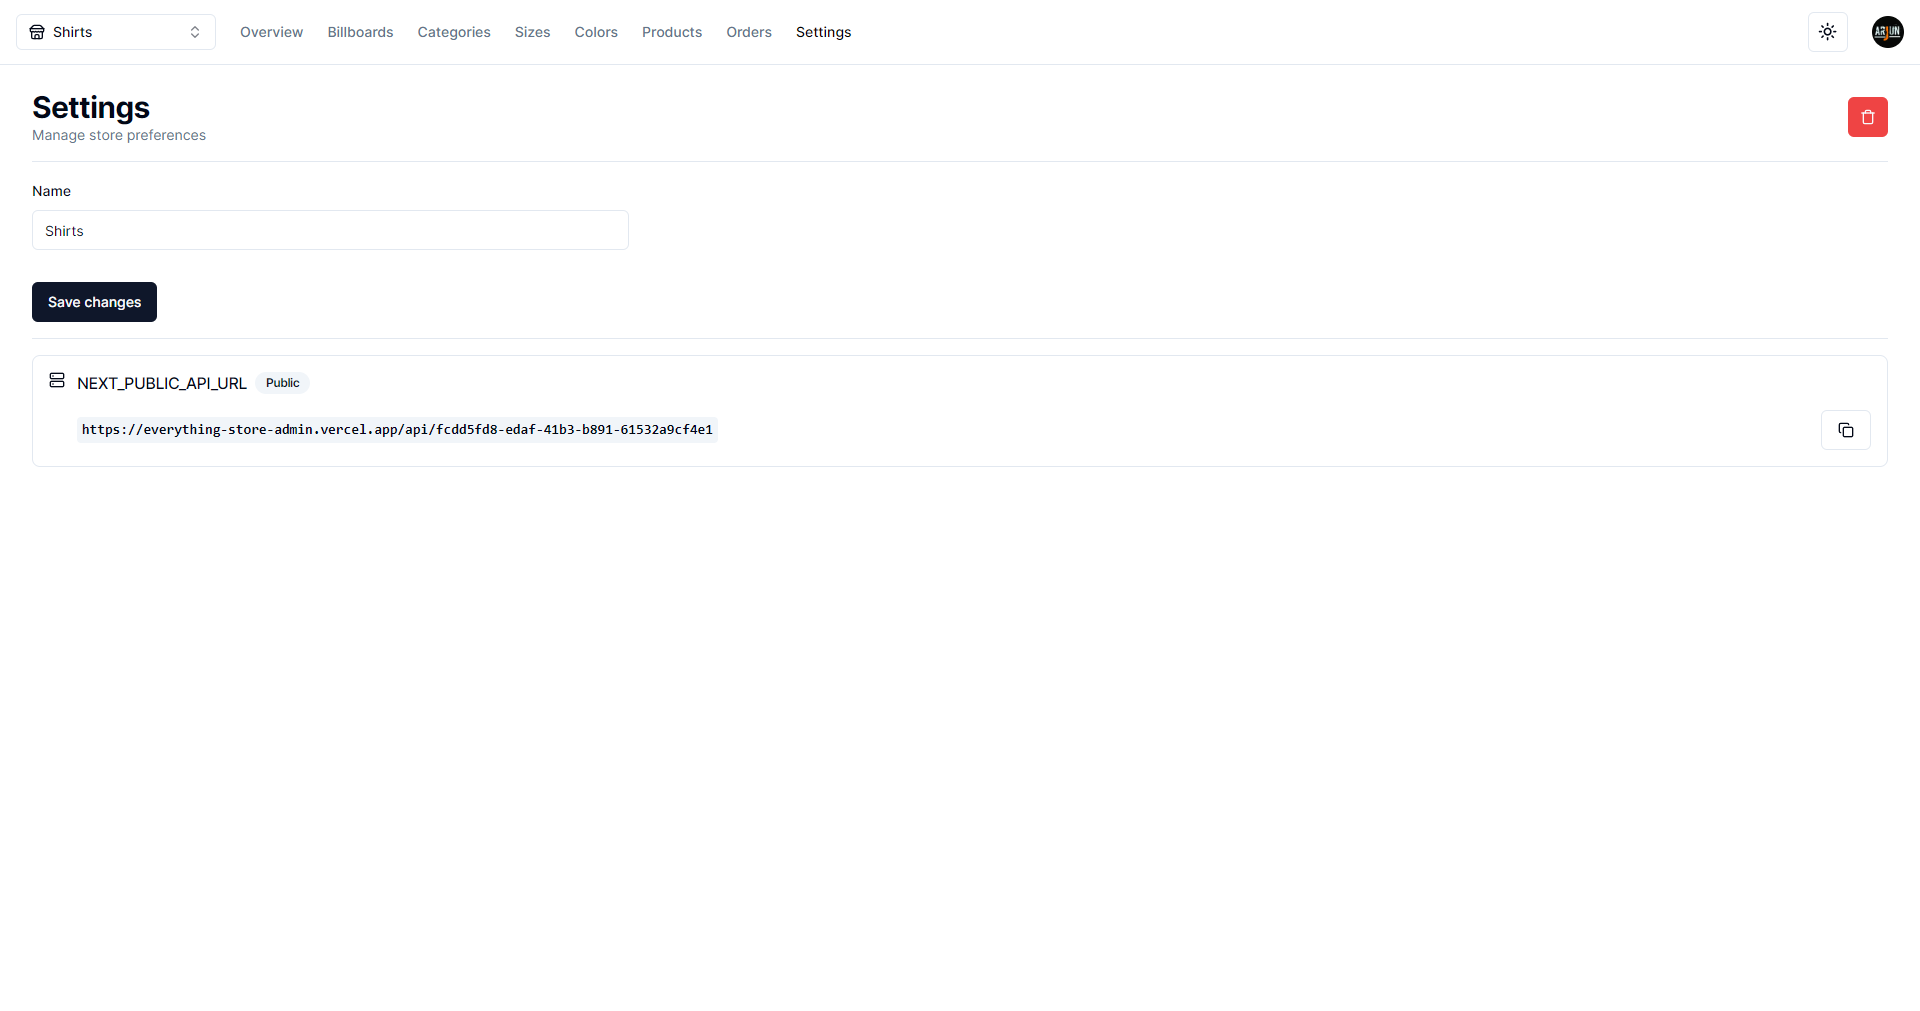 Shirts
Overview Billboards Categories Sizes Colors Products Orders Settings
ARJUN
Settings
Manage store preferences
Name
Shirts
Save changes
NEXT_PUBLIC_API_URL Public
https://everything-store-admin.vercel.app/api/fcdd5fd8-edaf-41b3-b891-61532a9cf4e1